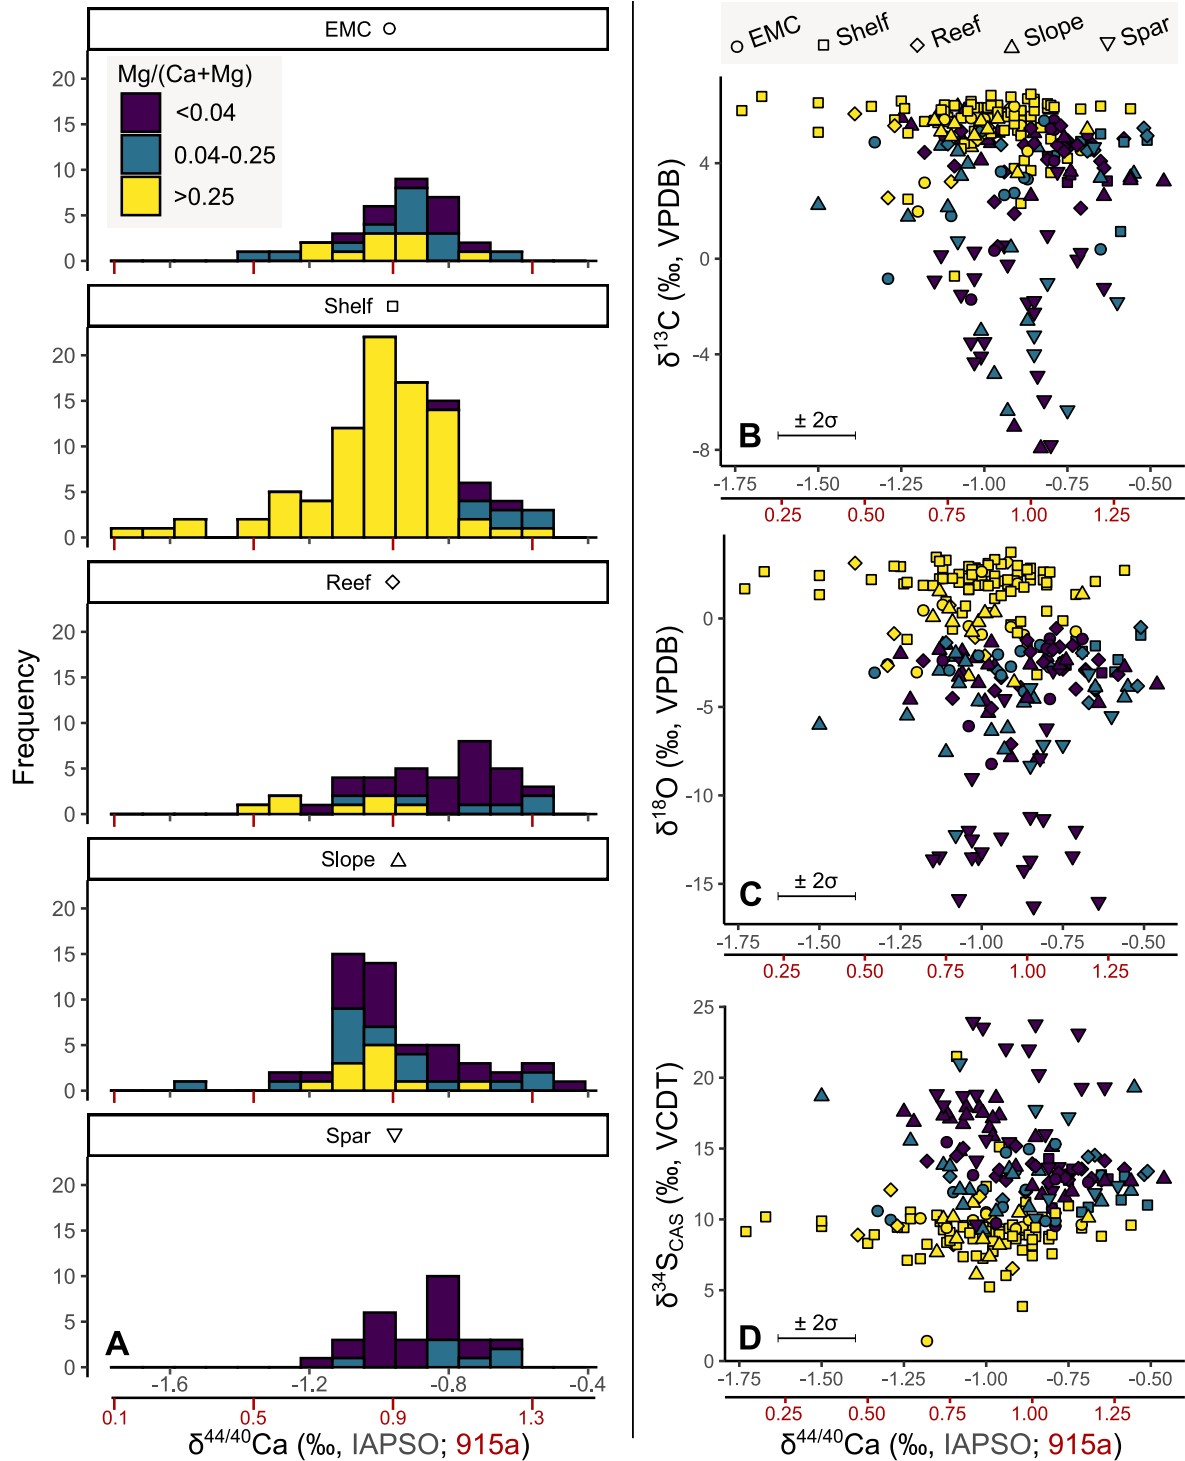 EMC
20
15
10
5
0
Mg/(Ca+Mg)
<0.04
0.04-0.25
>0.25
Shelf
20
15
10
5
0
Reef
20
15
10
5
0
Slope
20
15
10
5
0
Spar
20
15
10
5
0
A
Frequency
-1.6 -1.2 -0.8 -0.4
0.1 0.5 0.9 1.3
δ44/40Ca (‰, IAPSO; 915a)
EMC Shelf Reef Slope Spar
4
0
-4
-8
δ13C (‰, VPDB)
B
± 2σ
-1.75 -1.50 -1.25 -1.00 -0.75 -0.50
0.25 0.50 0.75 1.00 1.25
0
-5
-10
-15
δ18O (‰, VPDB)
C
± 2σ
-1.75 -1.50 -1.25 -1.00 -0.75 -0.50
0.25 0.50 0.75 1.00 1.25
25
20
15
10
5
0
δ34SCAS (‰, VCDT)
D
± 2σ
-1.75 -1.50 -1.25 -1.00 -0.75 -0.50
0.25 0.50 0.75 1.00 1.25
δ44/40Ca (‰, IAPSO; 915a)